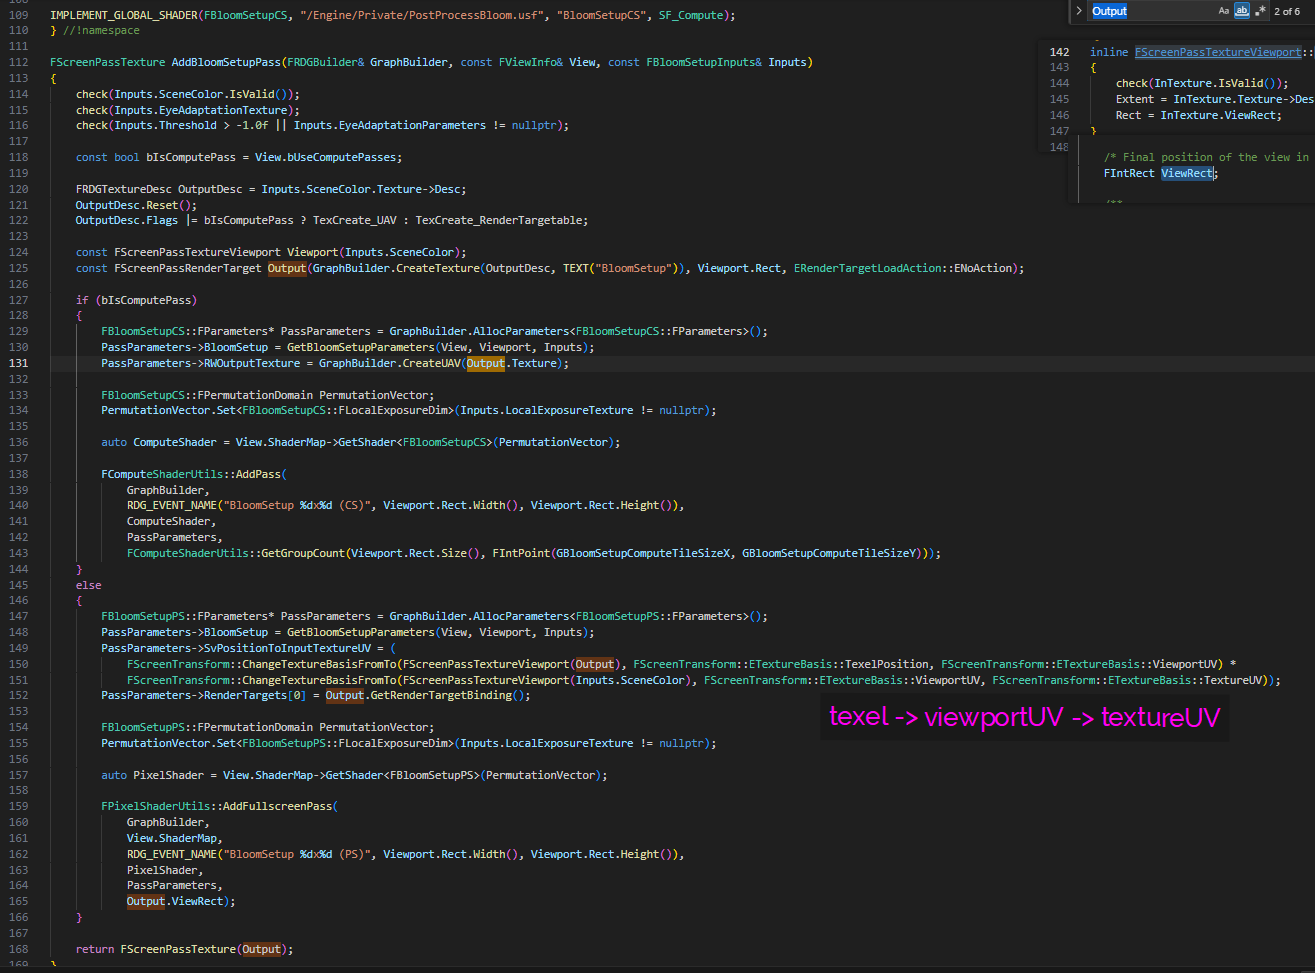 109 IMPLEMENT_GLOBAL_SHADER(FBloomSetupCS, "/Engine/Private/PostProcessBloom.usf", "BloomSetupCS", SF_Compute);
110 } //!namespace
111
112 FScreenPassTexture AddBloomSetupPass(FRDGBuilder& GraphBuilder, const FViewInfo& View, const FBloomSetupInputs& Inputs)
113 {
114 check(Inputs.SceneColor.IsValid());
115 check(Inputs.EyeAdaptationTexture);
116 check(Inputs.Threshold > -1.0f || Inputs.EyeAdaptationParameters != nullptr);
117
118 const bool bIsComputePass = View.bUseComputePasses;
119
120 FRDGTextureDesc OutputDesc = Inputs.SceneColor.Texture->Desc;
121 OutputDesc.Reset();
122 OutputDesc.Flags |= bIsComputePass ? TexCreate_UAV : TexCreate_RenderTargetable;
123
124 const FScreenPassTextureViewport Viewport(Inputs.SceneColor);
125 const FScreenPassRenderTarget Output(GraphBuilder.CreateTexture(OutputDesc, TEXT("BloomSetup")), Viewport.Rect, ERenderTargetLoadAction::ENoAction);
126
127 if (bIsComputePass)
128 {
129 FBloomSetupCS::FParameters* PassParameters = GraphBuilder.AllocParameters<FBloomSetupCS::FParameters>();
130 PassParameters->BloomSetup = GetBloomSetupParameters(View, Viewport, Inputs);
131 PassParameters->RWOutputTexture = GraphBuilder.CreateUAV(Output.Texture);
132
133 FBloomSetupCS::FPermutationDomain PermutationVector;
134 PermutationVector.Set<FBloomSetupCS::FLocalExposureDim>(Inputs.LocalExposureTexture != nullptr);
135
136 auto ComputeShader = View.ShaderMap->GetShader<FBloomSetupCS>(PermutationVector);
137
138 FComputeShaderUtils::AddPass(
139 GraphBuilder,
140 RDG_EVENT_NAME("BloomSetup %dx%d (CS)", Viewport.Rect.Width(), Viewport.Rect.Height()),
141 ComputeShader,
142 PassParameters,
143 FComputeShaderUtils::GetGroupCount(Viewport.Rect.Size(), FIntPoint(GBloomSetupComputeTileSizeX, GBloomSetupComputeTileSizeY)));
144 }
145 else
146 {
147 FBloomSetupPS::FParameters* PassParameters = GraphBuilder.AllocParameters<FBloomSetupPS::FParameters>();
148 PassParameters->BloomSetup = GetBloomSetupParameters(View, Viewport, Inputs);
149 PassParameters->SvPositionToInputTextureUV = (
150 FScreenTransform::ChangeTextureBasisFromTo(FScreenPassTextureViewport(Output), FScreenTransform::ETextureBasis::TexelPosition, FScreenTransform::ETextureBasis::ViewportUV) *
151 FScreenTransform::ChangeTextureBasisFromTo(FScreenPassTextureViewport(Inputs.SceneColor), FScreenTransform::ETextureBasis::ViewportUV, FScreenTransform::ETextureBasis::TextureUV));
152 PassParameters->RenderTargets[0] = Output.GetRenderTargetBinding();
153
154 FBloomSetupPS::FPermutationDomain PermutationVector;
155 PermutationVector.Set<FBloomSetupPS::FLocalExposureDim>(Inputs.LocalExposureTexture != nullptr);
156
157 auto PixelShader = View.ShaderMap->GetShader<FBloomSetupPS>(PermutationVector);
158
159 FPixelShaderUtils::AddFullscreenPass(
160 GraphBuilder,
161 View.ShaderMap,
162 RDG_EVENT_NAME("BloomSetup %dx%d (PS)", Viewport.Rect.Width(), Viewport.Rect.Height()),
163 PixelShader,
164 PassParameters,
165 Output.ViewRect);
166 }
167
168 return FScreenPassTexture(Output);
169 }
Output Aa ab .* 2 of 6
142 inline FScreenPassTextureViewport::
143 {
144 check(InTexture.IsValid());
145 Extent = InTexture.Texture->Des
146 Rect = InTexture.ViewRect;
147 }
148
/* Final position of the view in
FIntRect ViewRect;
/**
texel -> viewportUV -> textureUV